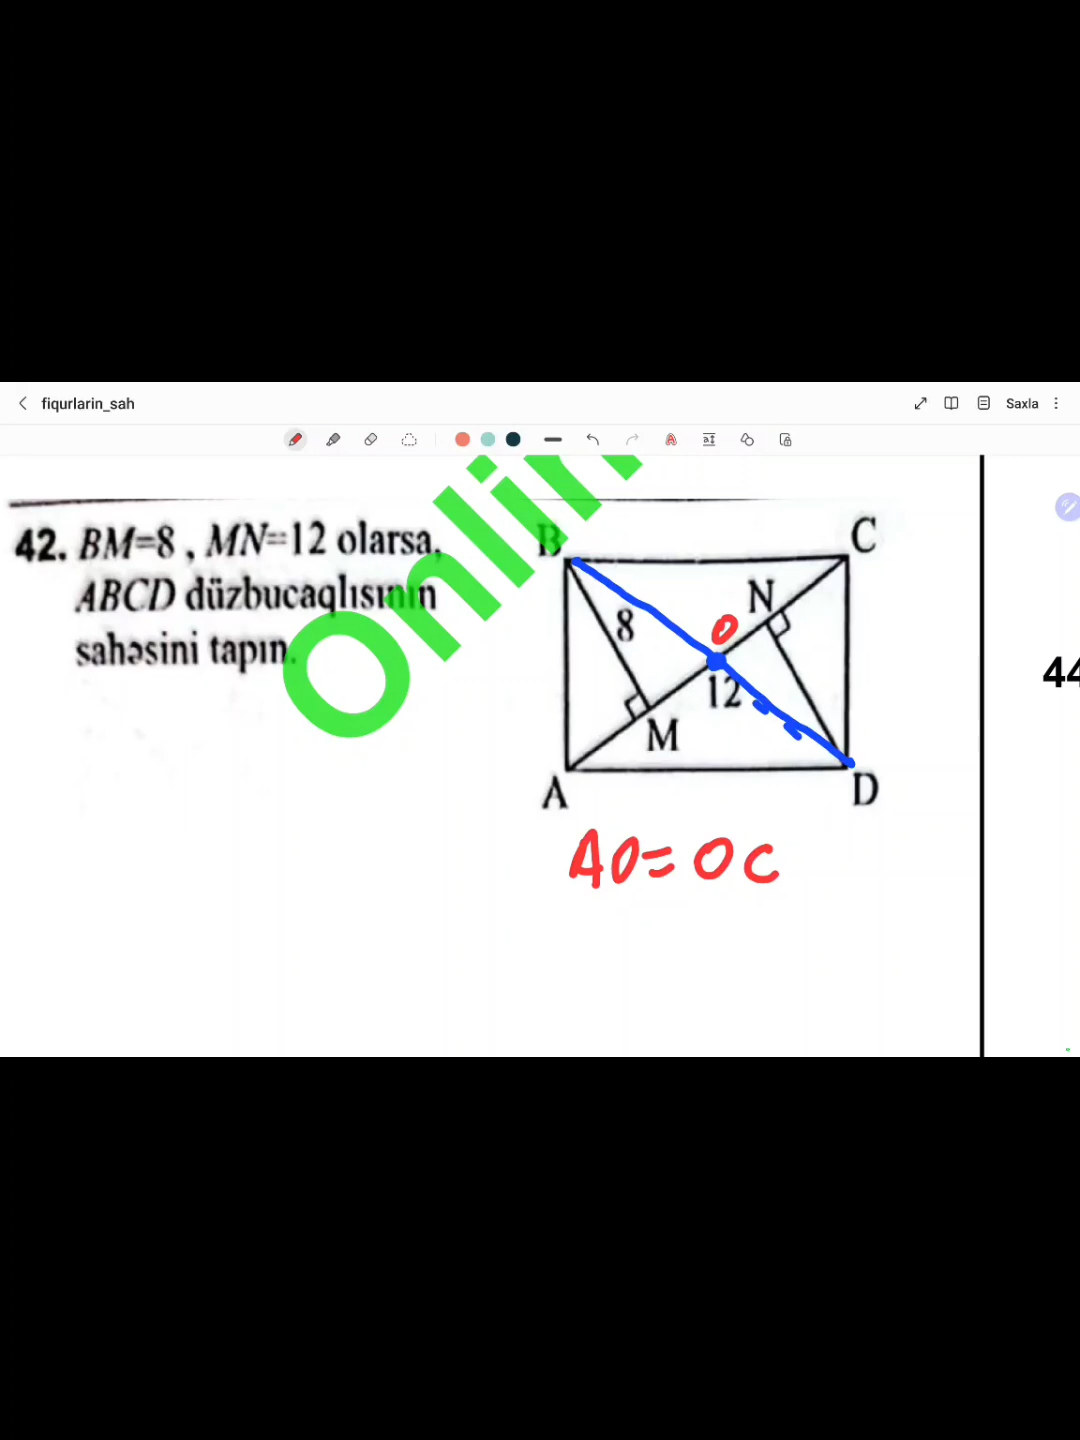 fiqurlarin_sah
Saxla
Onlin
42. BM=8 , MN=12 olarsa,
ABCD düzbucaqlısının
sahəsini tapın.
B
C
N
8
O
12
M
A
D
44
AO=OC